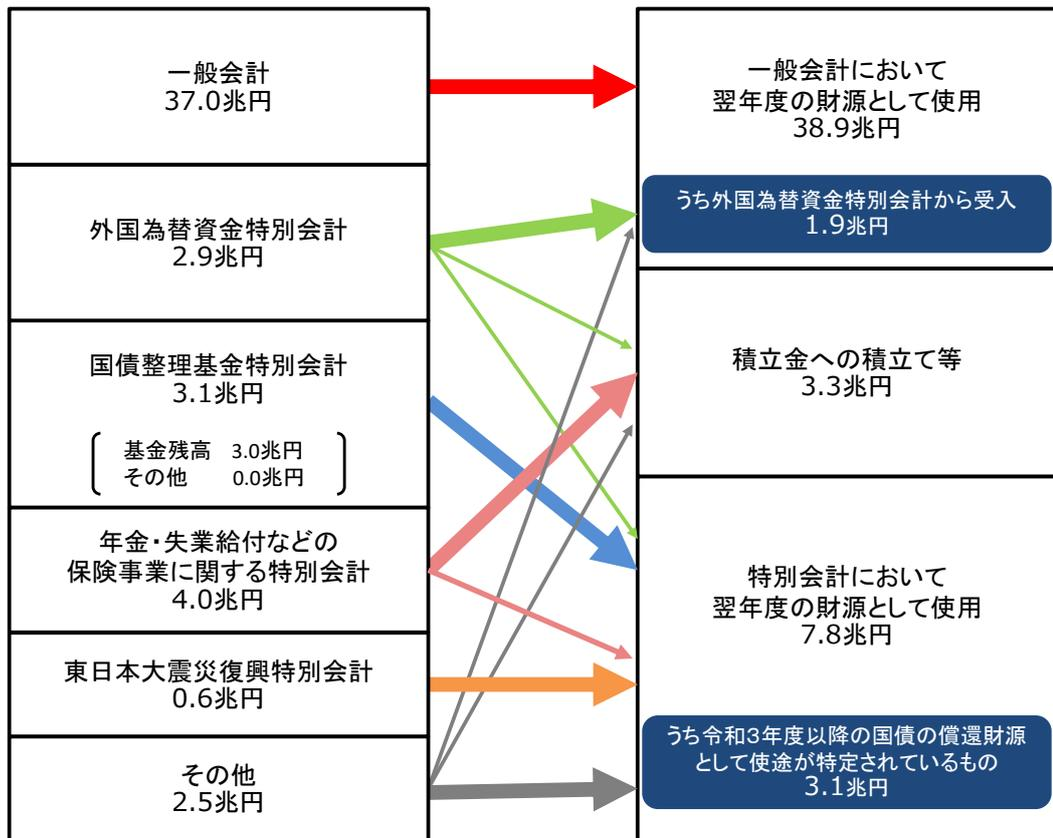 一般会計
37.0兆円
外国為替資金特別会計
2.9兆円
国債整理基金特別会計
3.1兆円
基金残高 3.0兆円
その他 0.0兆円
年金・失業給付などの
保険事業に関する特別会計
4.0兆円
東日本大震災復興特別会計
0.6兆円
その他
2.5兆円
一般会計において
翌年度の財源として使用
38.9兆円
うち外国為替資金特別会計から受入
1.9兆円
積立金への積立て等
3.3兆円
特別会計において
翌年度の財源として使用
7.8兆円
うち令和3年度以降の国債の償還財源
として使途が特定されているもの
3.1兆円